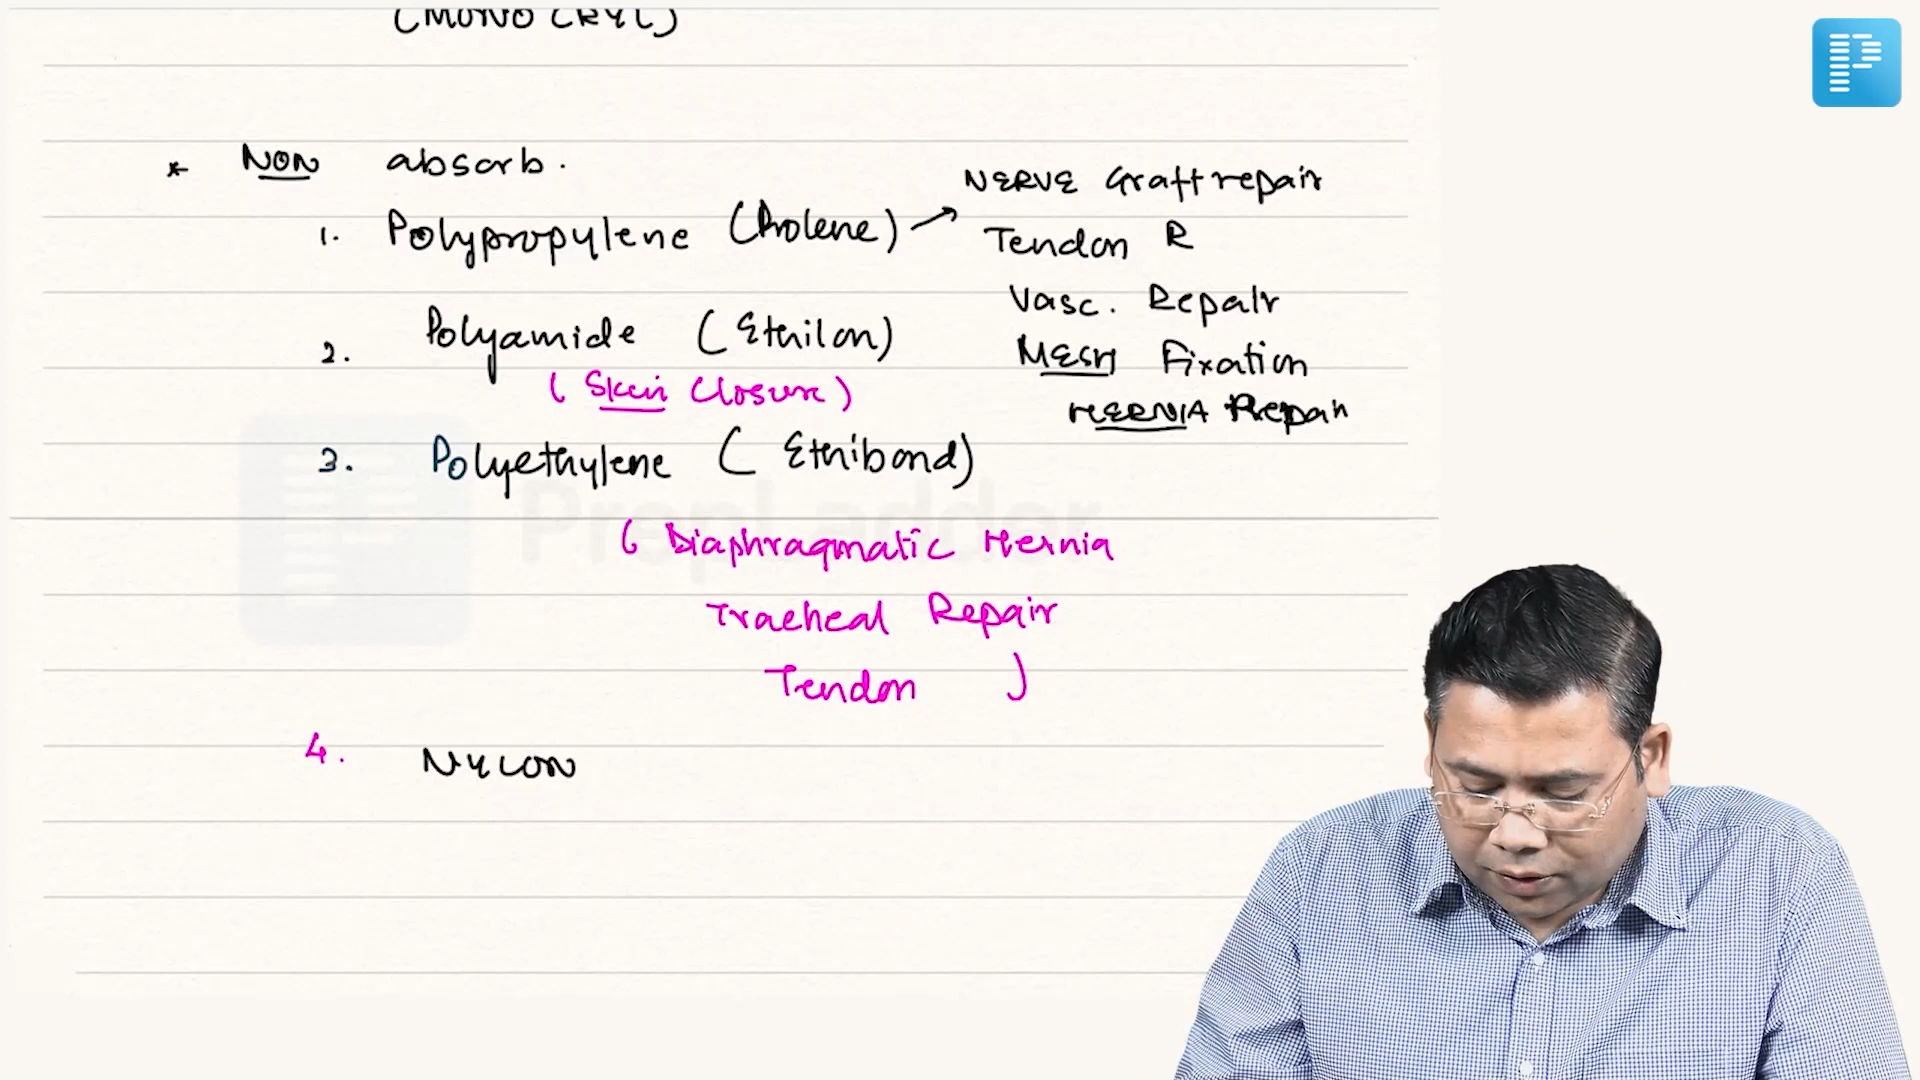 (MONOCRYL)
* NON absorb.
1. Polypropylene (Prolene) →
NERVE Graft repair
Tendon R
Vasc. Repair
MESH Fixation
HERNIA Repair
2. Polyamide (Ethilon)
(Skin Closure)
3. Polyethylene (Ethibond)
PrepLadder
(Diaphragmatic Hernia
Tracheal Repair
Tendon )
4. NYLON